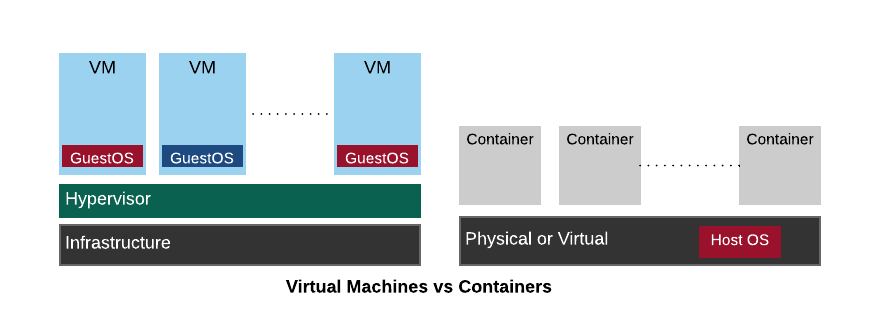 VM
VM
VM
GuestOS
GuestOS
GuestOS
Hypervisor
Infrastructure
Container
Container
Container
Physical or Virtual
Host OS
Virtual Machines vs Containers